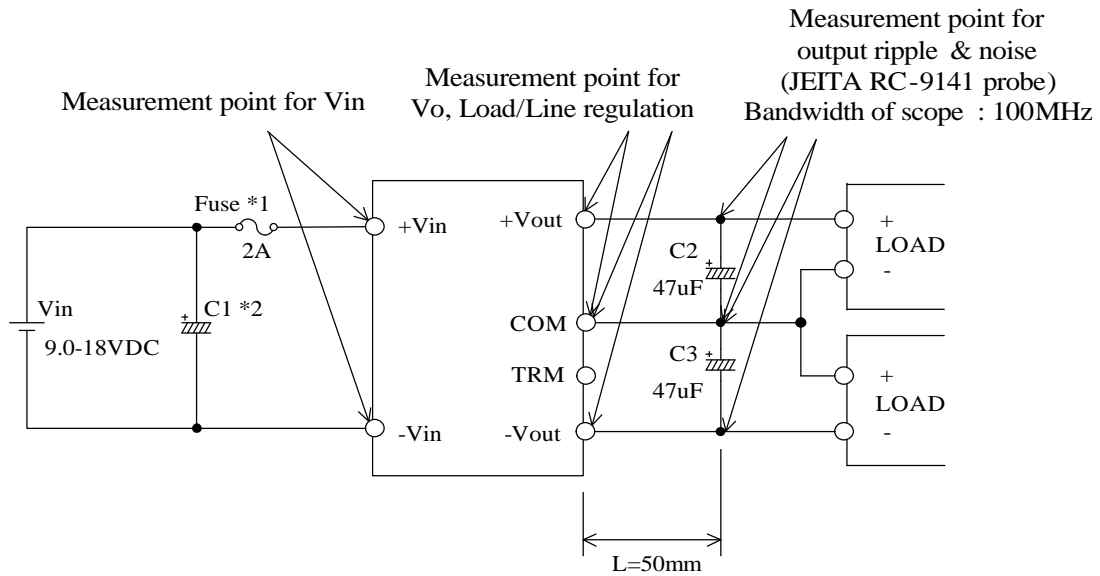 Measurement point for
output ripple & noise
(JEITA RC-9141 probe)
Bandwidth of scope : 100MHz
Measurement point for
Vo, Load/Line regulation
Measurement point for Vin
Fuse *1
2A
+Vin
+Vout
C2
47uF
+
LOAD
-
Vin
9.0-18VDC
+
C1 *2
COM
TRM
+
C3
47uF
+
+
LOAD
-
-Vin
-Vout
L=50mm